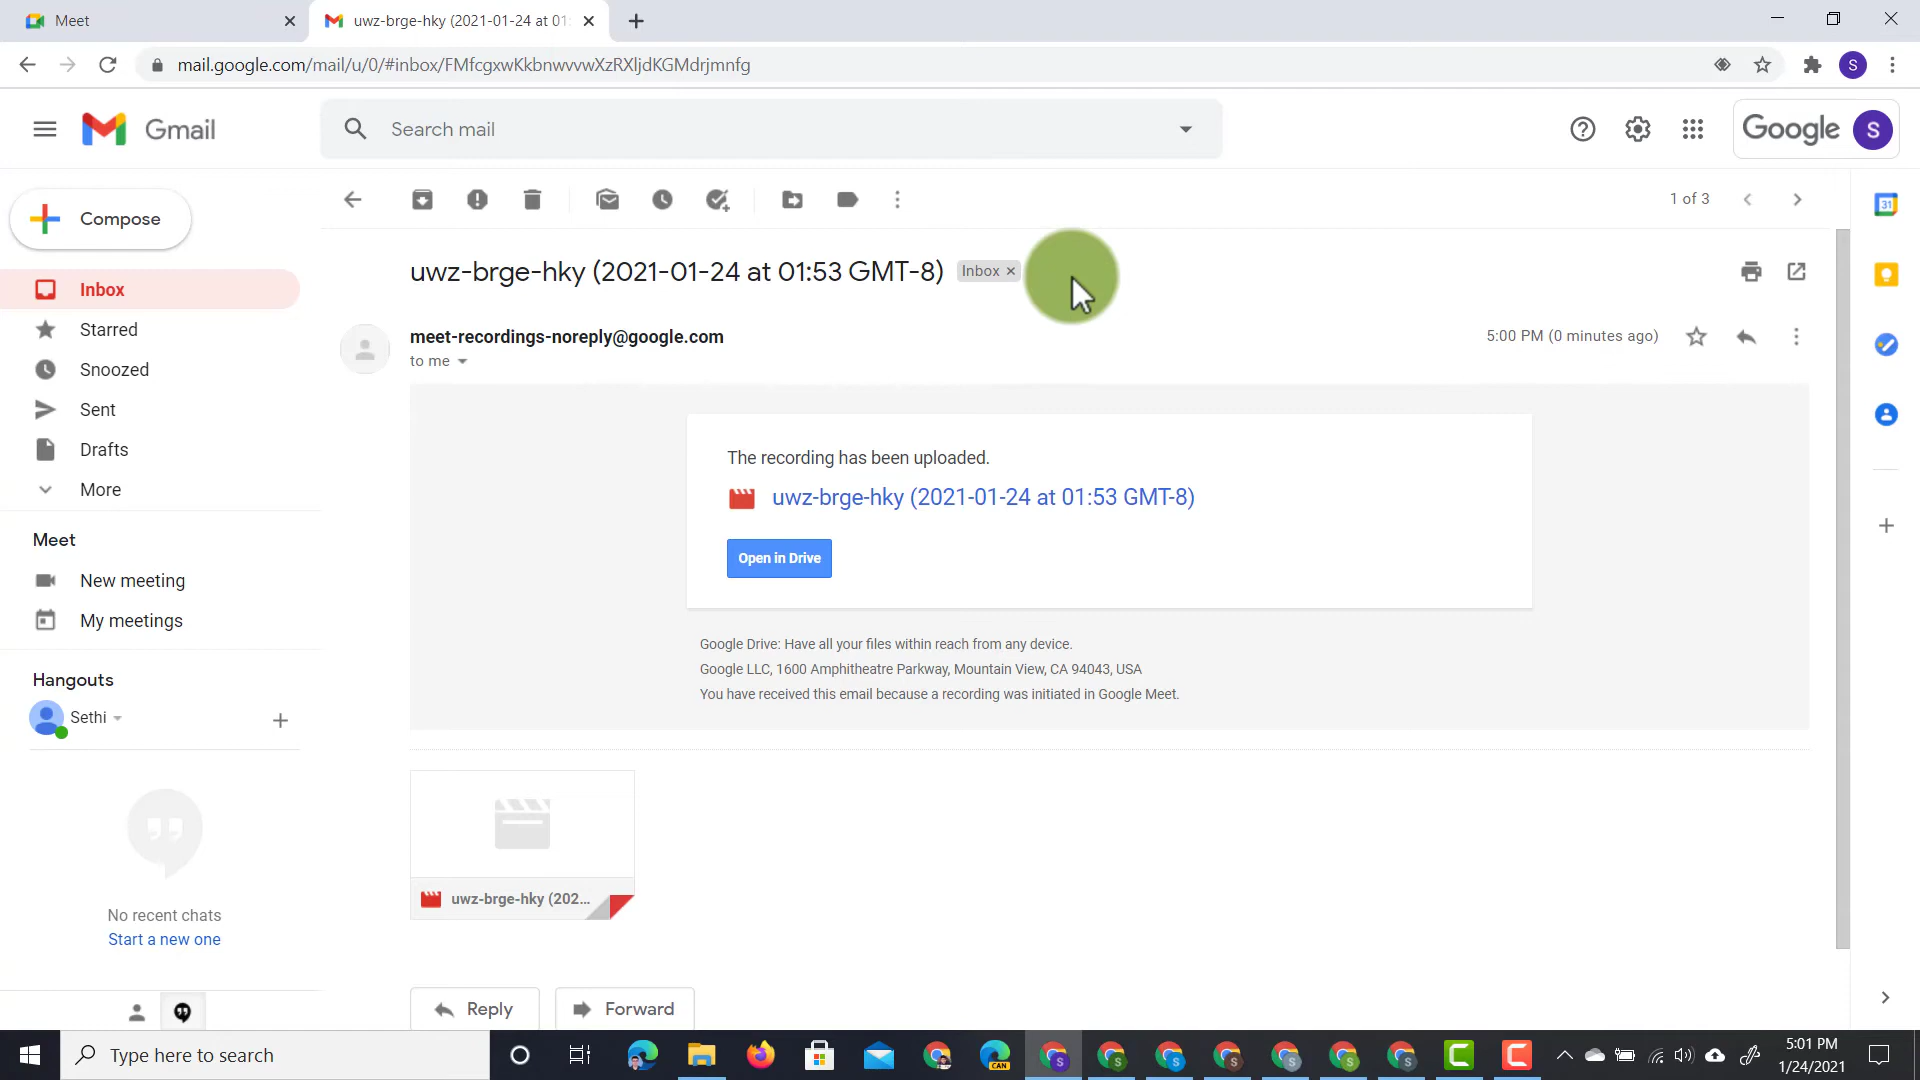 Meet
uwz-brge-hky (2021-01-24 at 01:
mail.google.com/mail/u/0/#inbox/FMfcgxwKkbnwvvwXzRXljdKGMdrjmnfg
S
Gmail
Search mail
Google S
Compose
1 of 3
31
uwz-brge-hky (2021-01-24 at 01:53 GMT-8) Inbox ×
Inbox
Starred
Snoozed
Sent
Drafts
More
meet-recordings-noreply@google.com
5:00 PM (0 minutes ago)
to me
The recording has been uploaded.
uwz-brge-hky (2021-01-24 at 01:53 GMT-8)
Open in Drive
Google Drive: Have all your files within reach from any device.
Google LLC, 1600 Amphitheatre Parkway, Mountain View, CA 94043, USA
You have received this email because a recording was initiated in Google Meet.
Meet
New meeting
My meetings
Hangouts
Sethi
No recent chats
Start a new one
uwz-brge-hky (202...
Reply
Forward
Type here to search
CAN
S
S
S
S
S
S
S
C
C
5:01 PM
1/24/2021